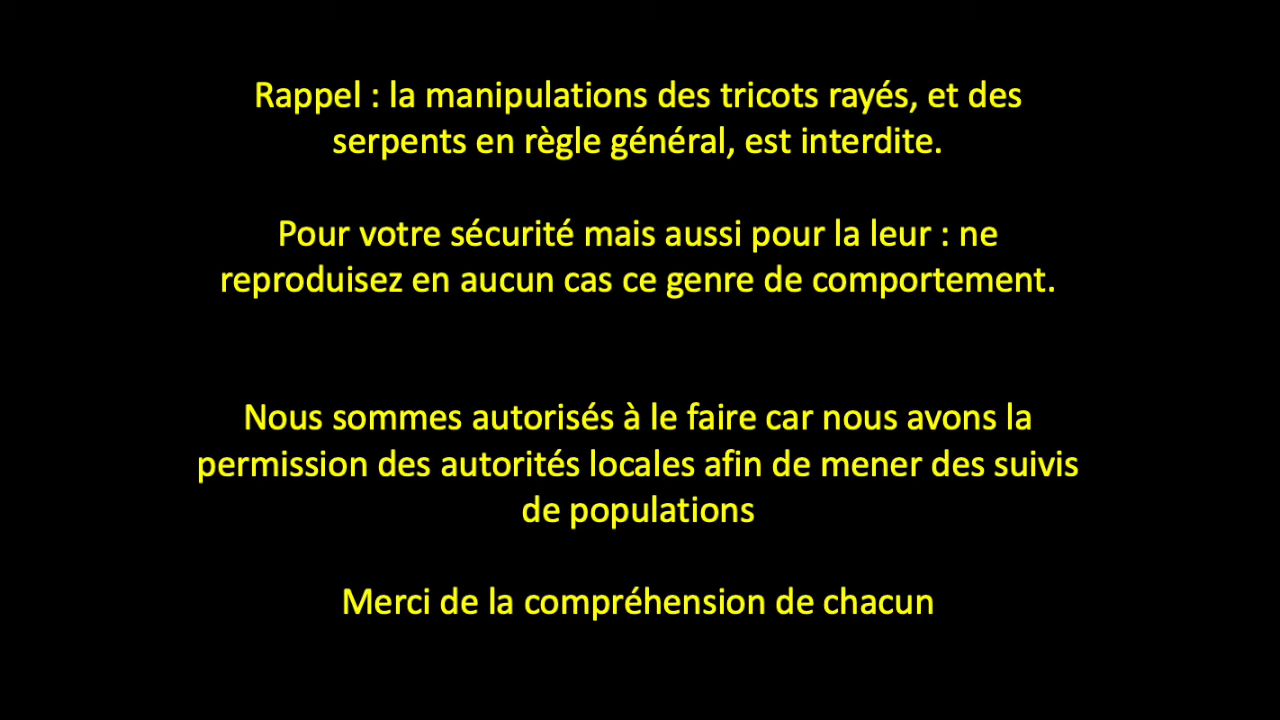 Rappel : la manipulations des tricots rayés, et des
serpents en règle général, est interdite.
Pour votre sécurité mais aussi pour la leur : ne
reproduisez en aucun cas ce genre de comportement.
Nous sommes autorisés à le faire car nous avons la
permission des autorités locales afin de mener des suivis
de populations
Merci de la compréhension de chacun